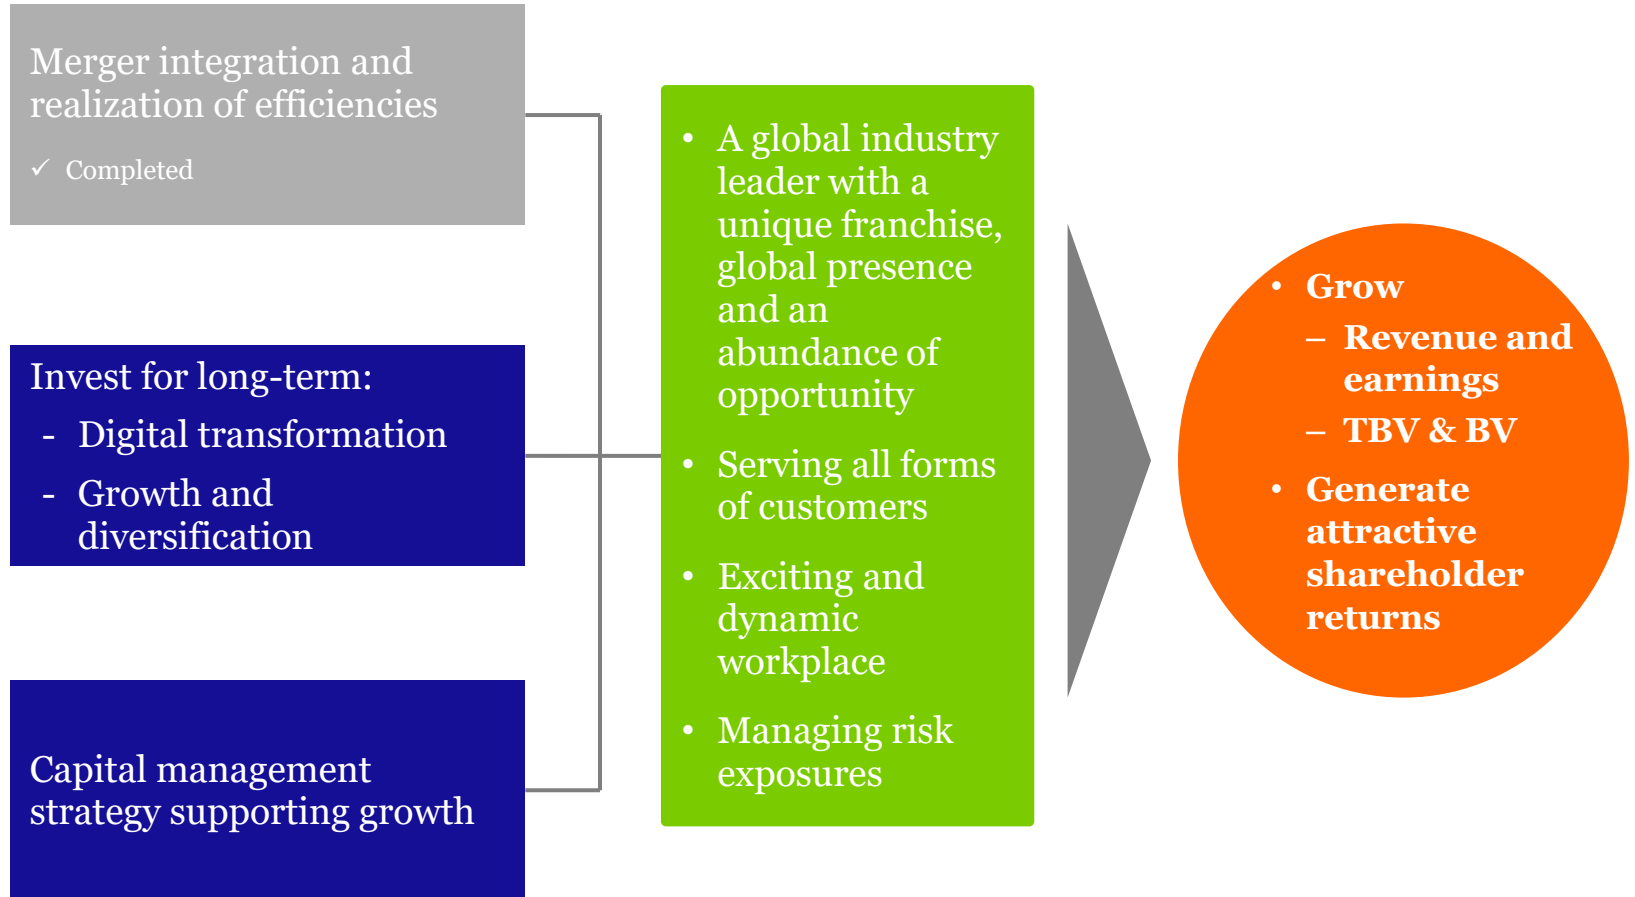 Merger integration and
realization of efficiencies
✓ Completed
Invest for long-term:
- Digital transformation
- Growth and
diversification
Capital management
strategy supporting growth
• A global industry
leader with a
unique franchise,
global presence
and an
abundance of
opportunity
• Serving all forms
of customers
• Exciting and
dynamic
workplace
• Managing risk
exposures
• Grow
– Revenue and
earnings
– TBV & BV
• Generate
attractive
shareholder
returns